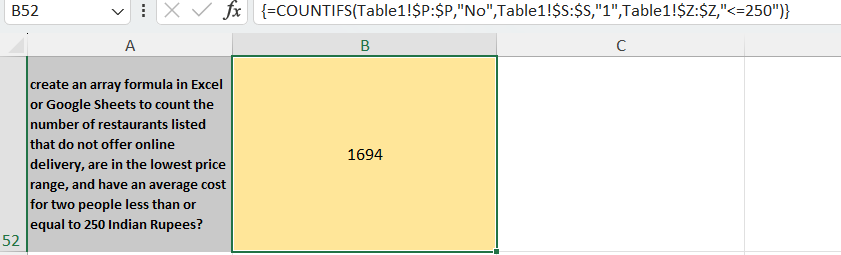 B52 fx {=COUNTIFS(Table1!$P:$P,"No",Table1!$S:$S,"1",Table1!$Z:$Z,"<=250")}
A B C
create an array formula in Excel
or Google Sheets to count the
number of restaurants listed
that do not offer online
delivery, are in the lowest price
range, and have an average cost
for two people less than or
equal to 250 Indian Rupees?
1694
52